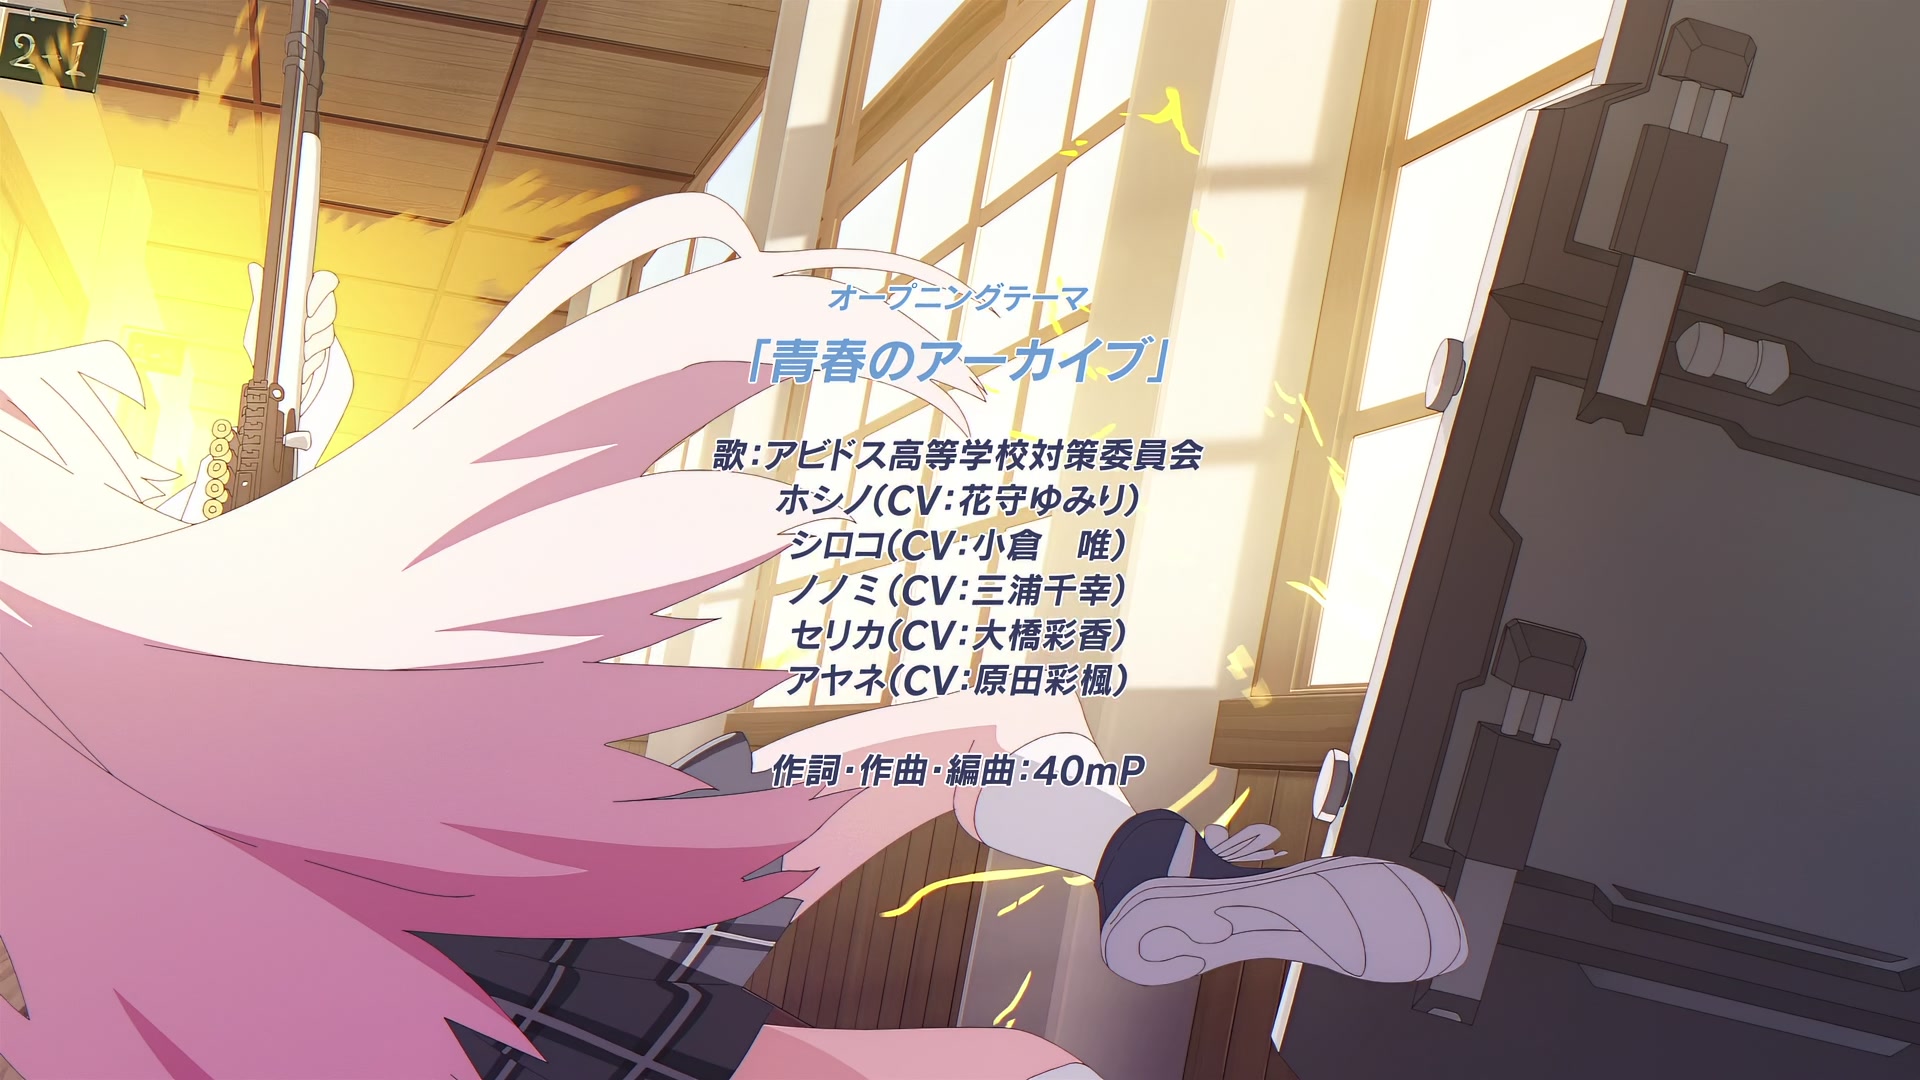 2-1
オープニングテーマ
「青春のアーカイブ」
歌：アビドス高等学校対策委員会
ホシノ（CV：花守ゆみり）
シロコ（CV：小倉　唯）
ノノミ（CV：三浦千幸）
セリカ（CV：大橋彩香）
アヤネ（CV：原田彩楓）
作詞・作曲・編曲：40mP